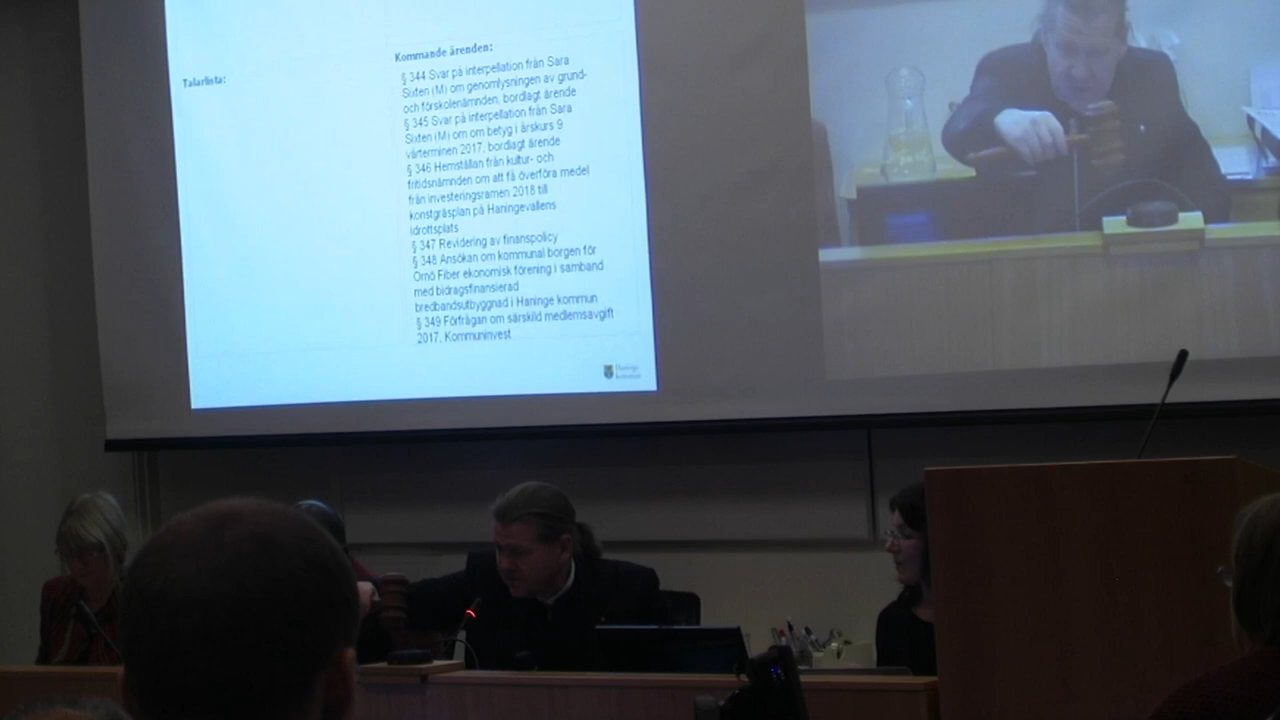 Talarlista:
Kommande ärenden:
§ 344 Svar på interpellation från Sara
Sixten (M) om genomlysningen av grund-
och förskolenämnden, bordlagt ärende
§ 345 Svar på interpellation från Sara
Sixten (M) om om betyg i årskurs 9
vårterminen 2017, bordlagt ärende
§ 346 Hemställan från kultur- och
fritidsnämnden om att få överföra medel
från investeringsramen 2018 till
konstgräsplan på Haningevallens
idrottsplats
§ 347 Revidering av finanspolicy
§ 348 Ansökan om kommunal borgen för
Ornö Fiber ekonomisk förening i samband
med bidragsfinansierad
bredbandsutbyggnad i Haninge kommun
§ 349 Förfrågan om särskild medlemsavgift
2017, Kommuninvest
Haninge
kommun